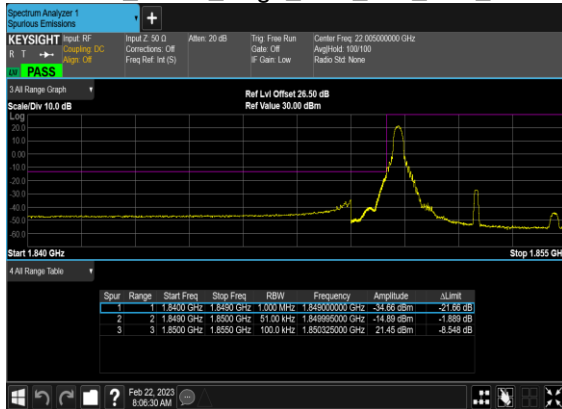 Spectrum Analyzer 1
Spurious Emissions
KEYSIGHT Input: RF Input Z: 50 Ω Atten: 20 dB Trig: Free Run Center Freq: 22.005000000 GHz
R T Coupling: DC Corrections: Off Gate: Off Avg|Hold: 100/100
Align: Off Freq Ref: Int (S) IF Gain: Low Radio Std: None
PASS
3 All Range Graph Ref Lvl Offset 26.50 dB
Scale/Div 10.0 dB Ref Value 30.00 dBm
Log
20.0
10.0
0.00
-10.0
-20.0
-30.0
-40.0
-50.0
-60.0
Start 1.840 GHz Stop 1.855 GH
4 All Range Table
Spur Range Start Freq Stop Freq RBW Frequency Amplitude ΔLimit
1 1 1.8400 GHz 1.8490 GHz 1.000 MHz 1.849000000 GHz -34.66 dBm -21.66 dB
2 2 1.8490 GHz 1.8500 GHz 51.00 kHz 1.849995000 GHz -14.89 dBm -1.889 dB
3 3 1.8500 GHz 1.8550 GHz 100.0 kHz 1.850325000 GHz 21.45 dBm -8.548 dB
? Feb 22, 2023
8:06:30 AM